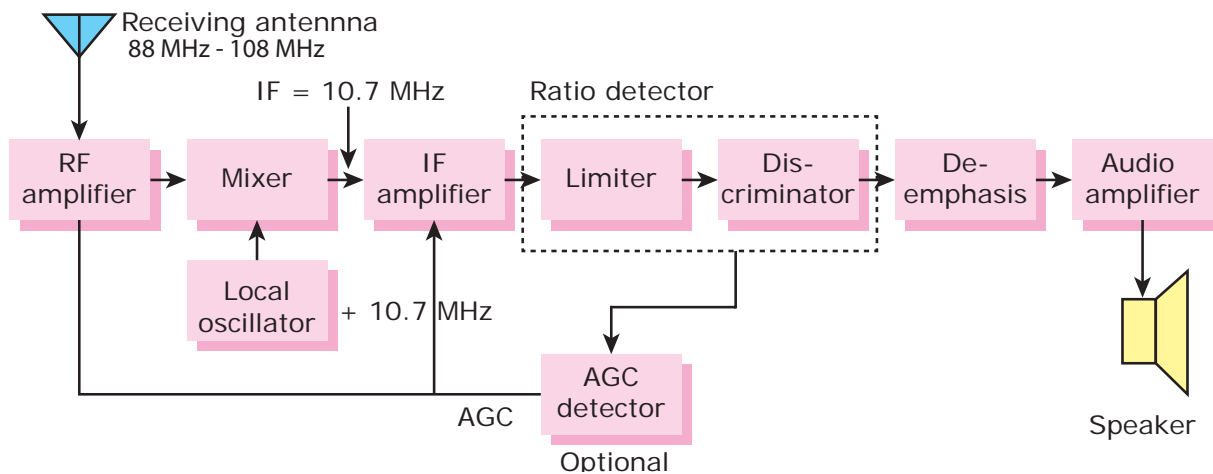 Receiving antennna
88 MHz - 108 MHz
IF = 10.7 MHz
Ratio detector
RF
amplifier
Mixer
IF
amplifier
Limiter
Dis-
criminator
De-
emphasis
Audio
amplifier
Local
oscillator
+ 10.7 MHz
AGC
AGC
detector
Optional
Speaker